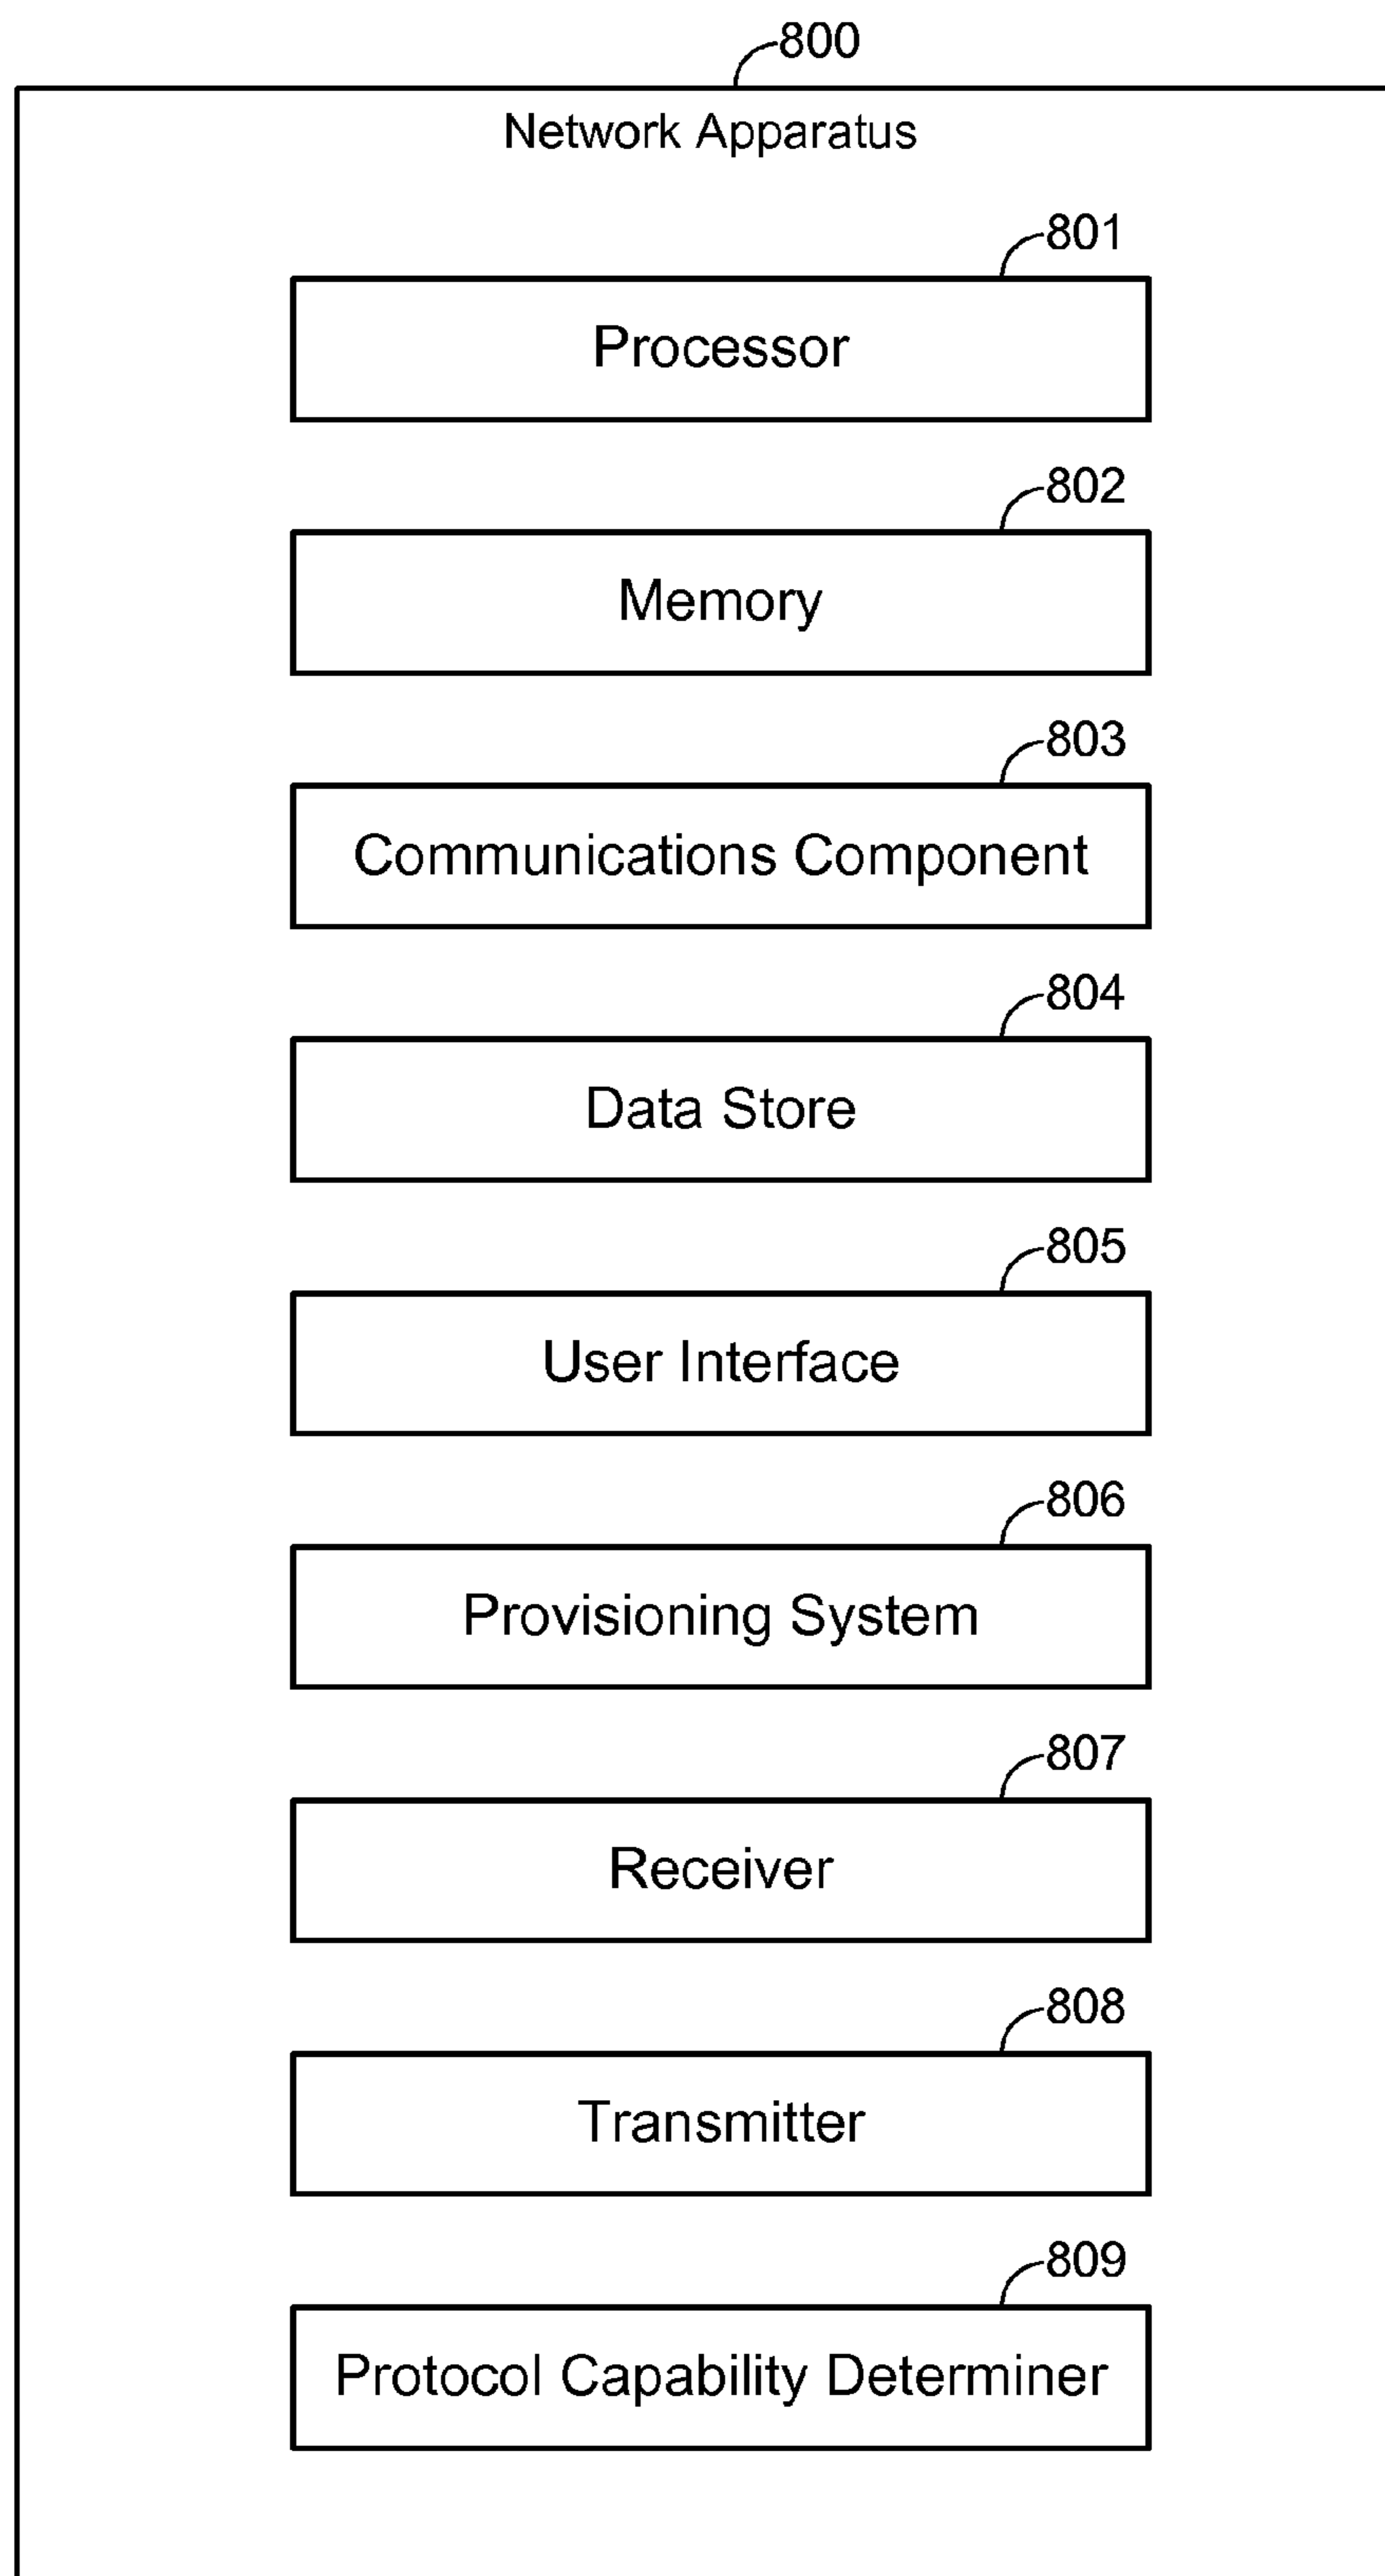 800
Network Apparatus
801
Processor
802
Memory
803
Communications Component
804
Data Store
805
User Interface
806
Provisioning System
807
Receiver
808
Transmitter
809
Protocol Capability Determiner